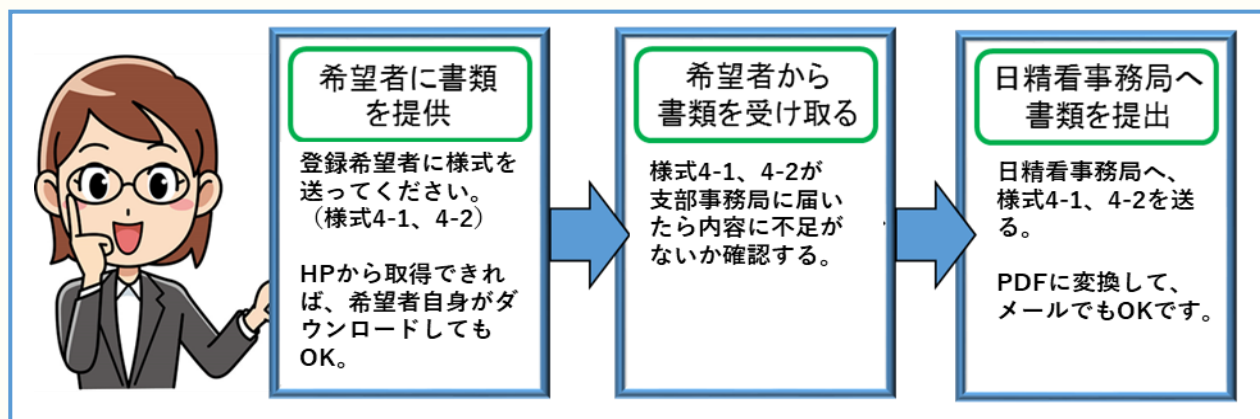 希望者に書類
を提供
登録希望者に様式を
送ってください。
（様式4-1、4-2）
HPから取得できれ
ば、希望者自身がダ
ウンロードしても
OK。
希望者から
書類を受け取る
様式4-1、4-2が
支部事務局に届い
たら内容に不足が
ないか確認する。
日精看事務局へ
書類を提出
日精看事務局へ、
様式4-1、4-2を送
る。
PDFに変換して、
メールでもOKです。